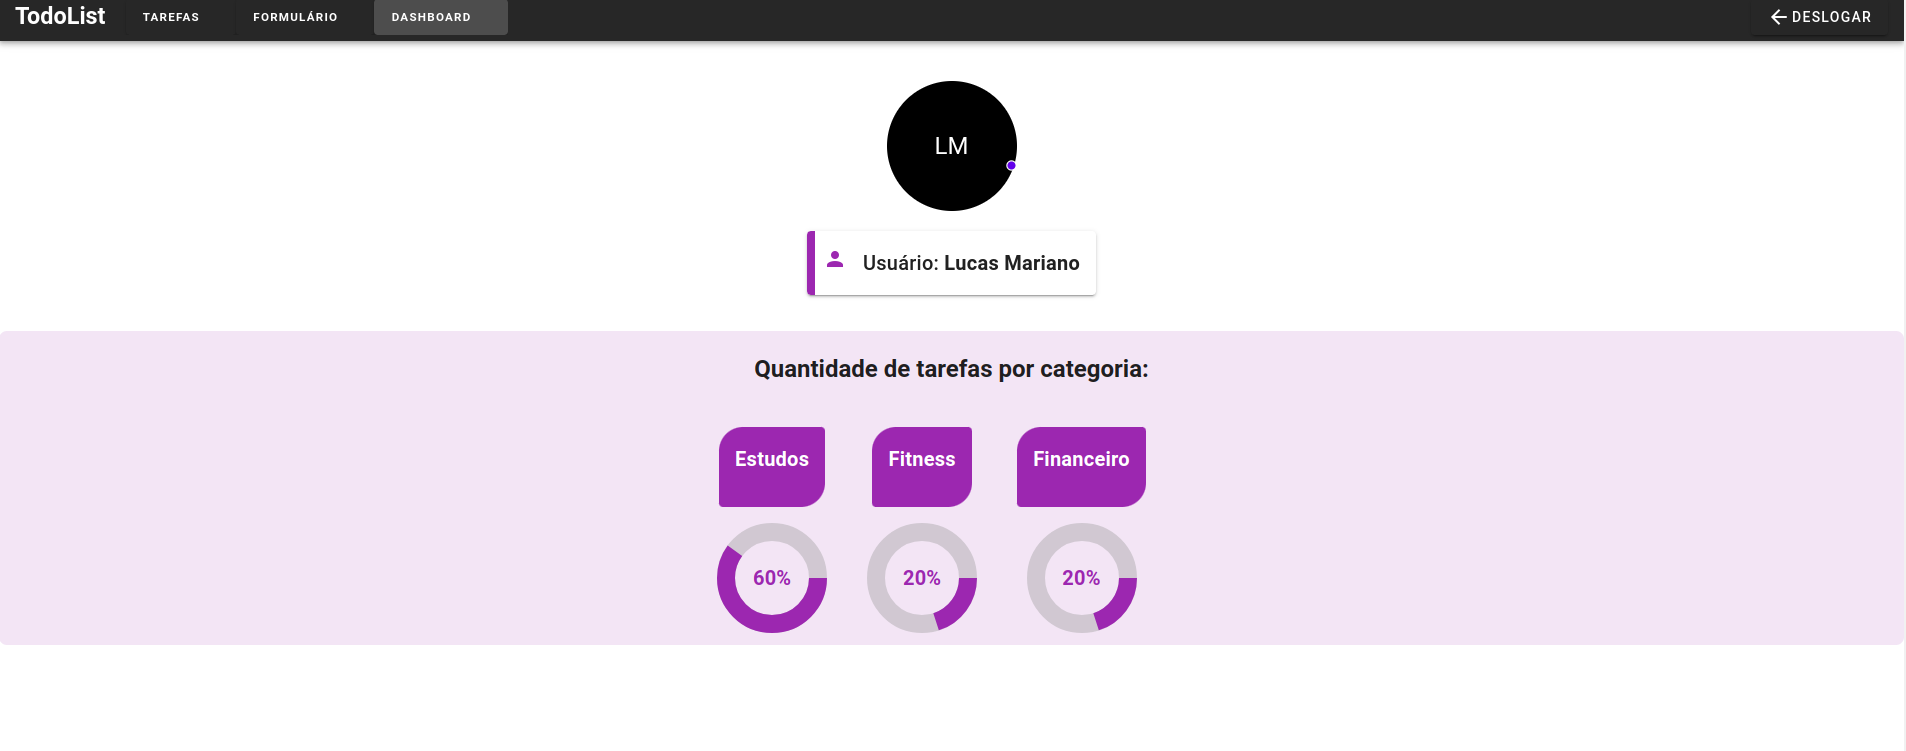 TodoList TAREFAS FORMULÁRIO DASHBOARD DESLOGAR
LM
Usuário: Lucas Mariano
Quantidade de tarefas por categoria:
Estudos Fitness Financeiro
60% 20% 20%